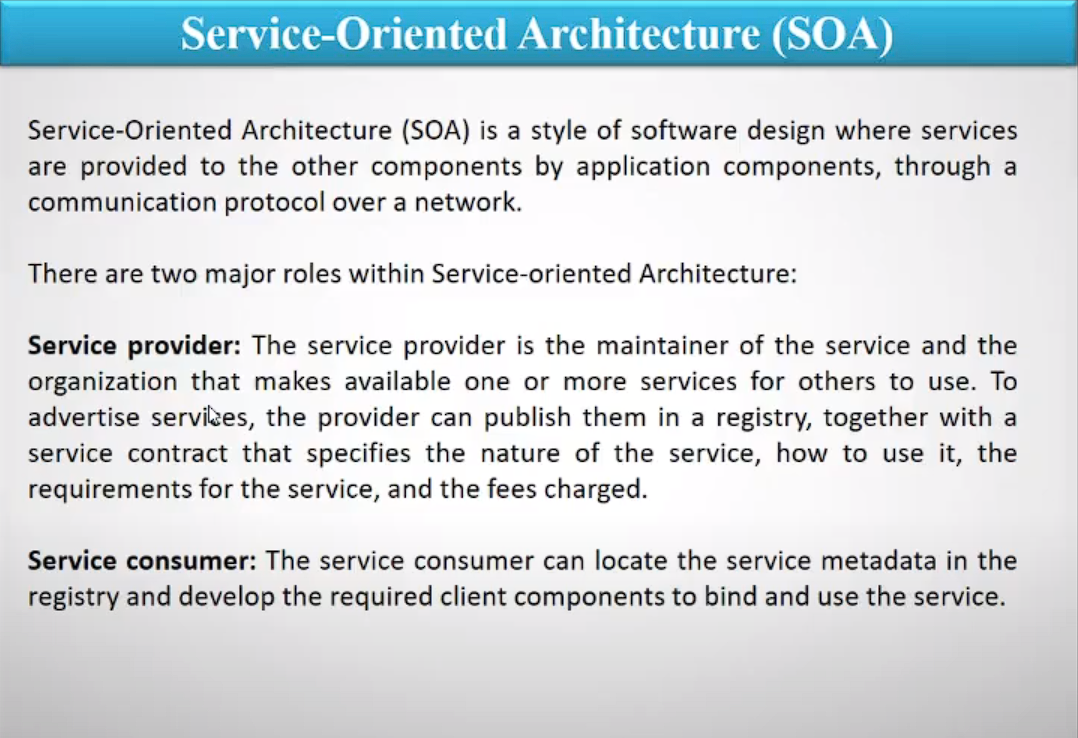 Service-Oriented Architecture (SOA)
Service-Oriented Architecture (SOA) is a style of software design where services
are provided to the other components by application components, through a
communication protocol over a network.
There are two major roles within Service-oriented Architecture:
Service provider: The service provider is the maintainer of the service and the
organization that makes available one or more services for others to use. To
advertise services, the provider can publish them in a registry, together with a
service contract that specifies the nature of the service, how to use it, the
requirements for the service, and the fees charged.
Service consumer: The service consumer can locate the service metadata in the
registry and develop the required client components to bind and use the service.